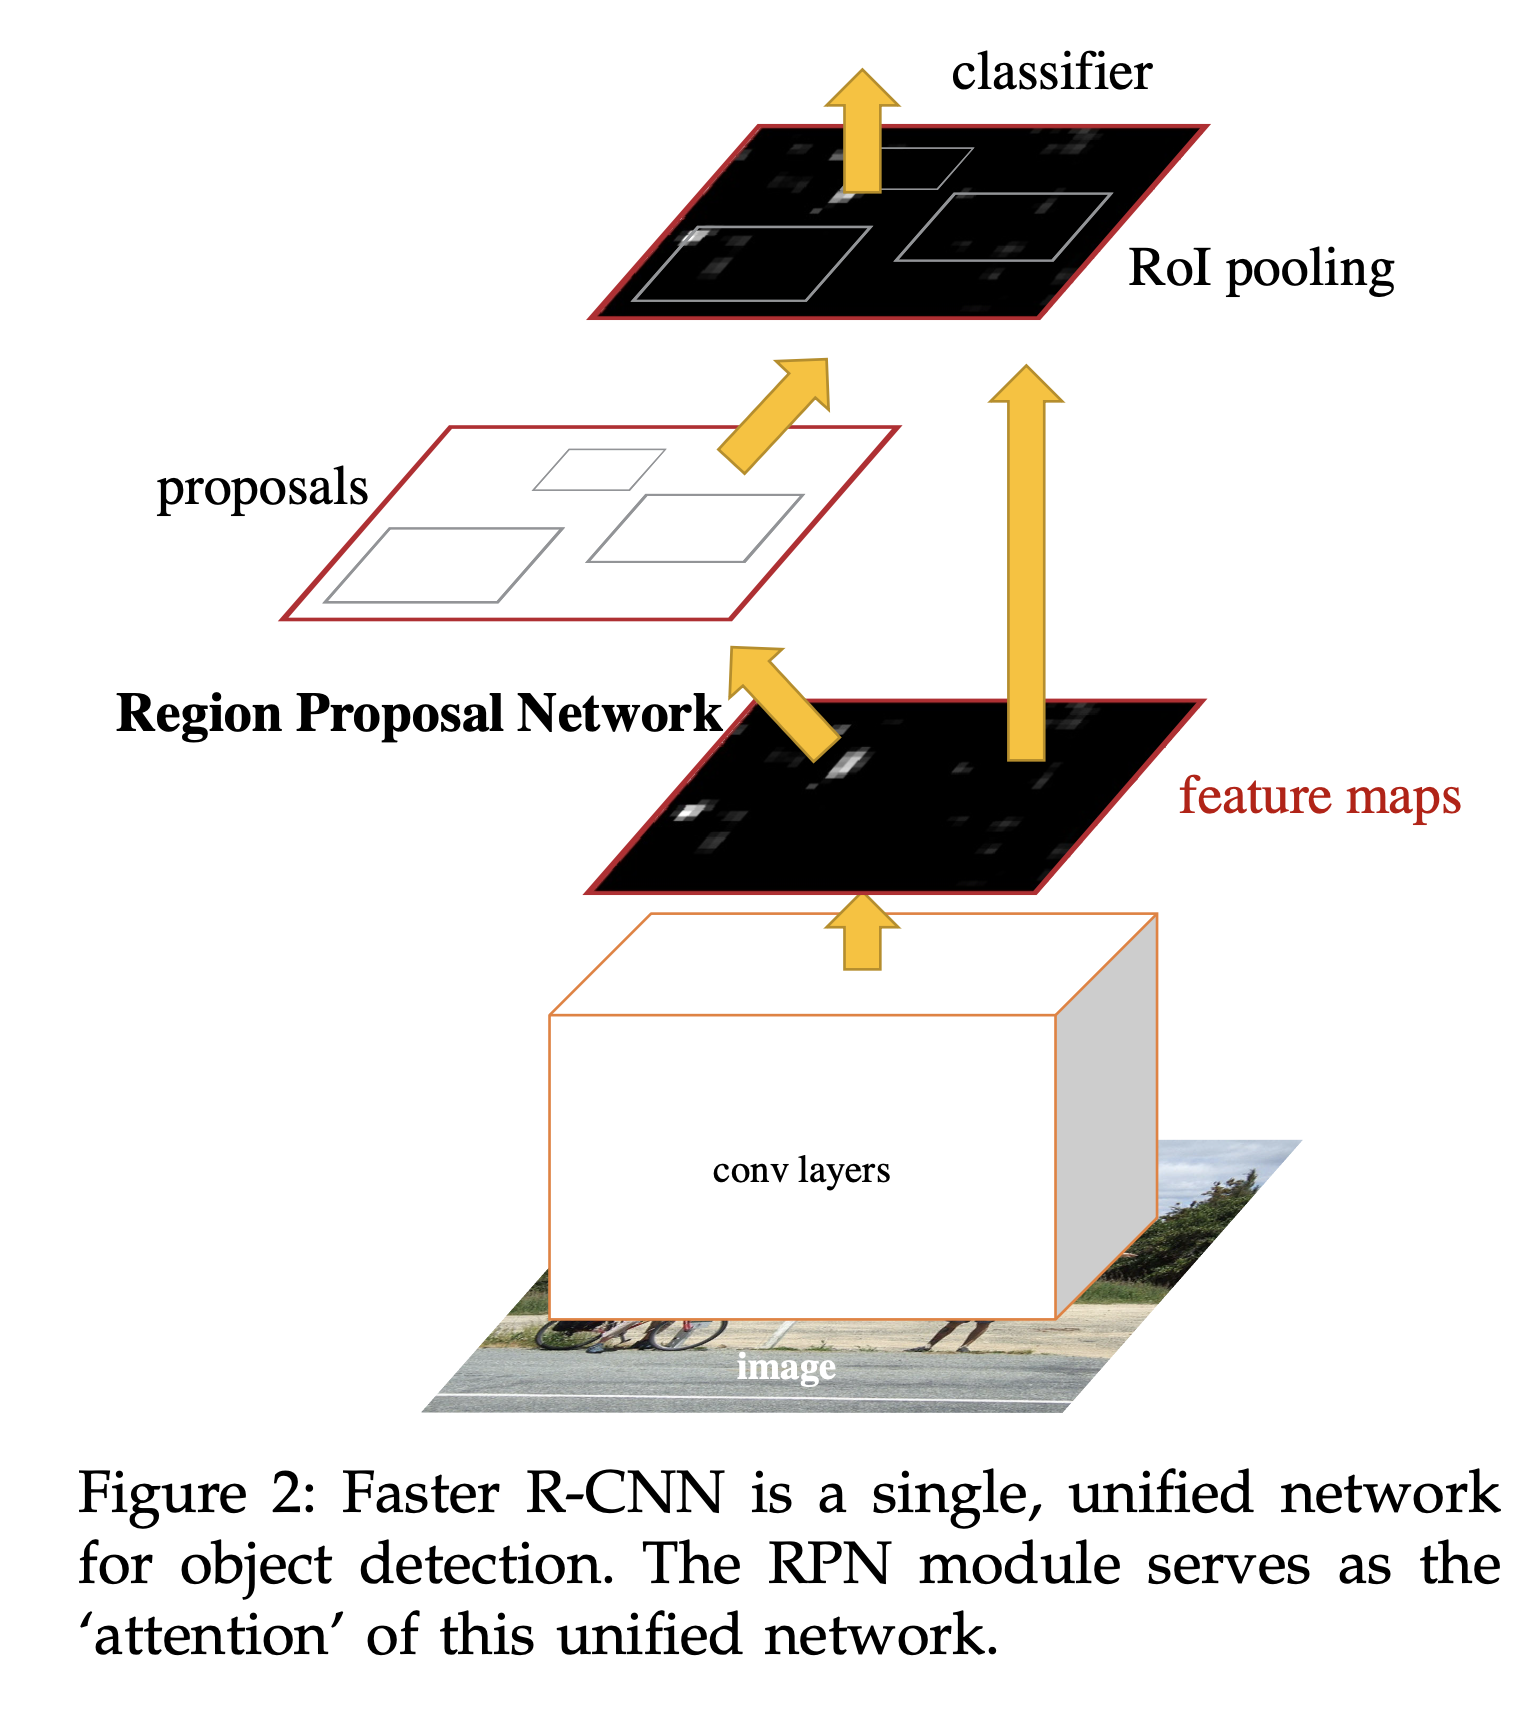 classifier
RoI pooling
proposals
Region Proposal Network
feature maps
conv layers
image
Figure 2: Faster R-CNN is a single, unified network
for object detection. The RPN module serves as the
‘attention’ of this unified network.